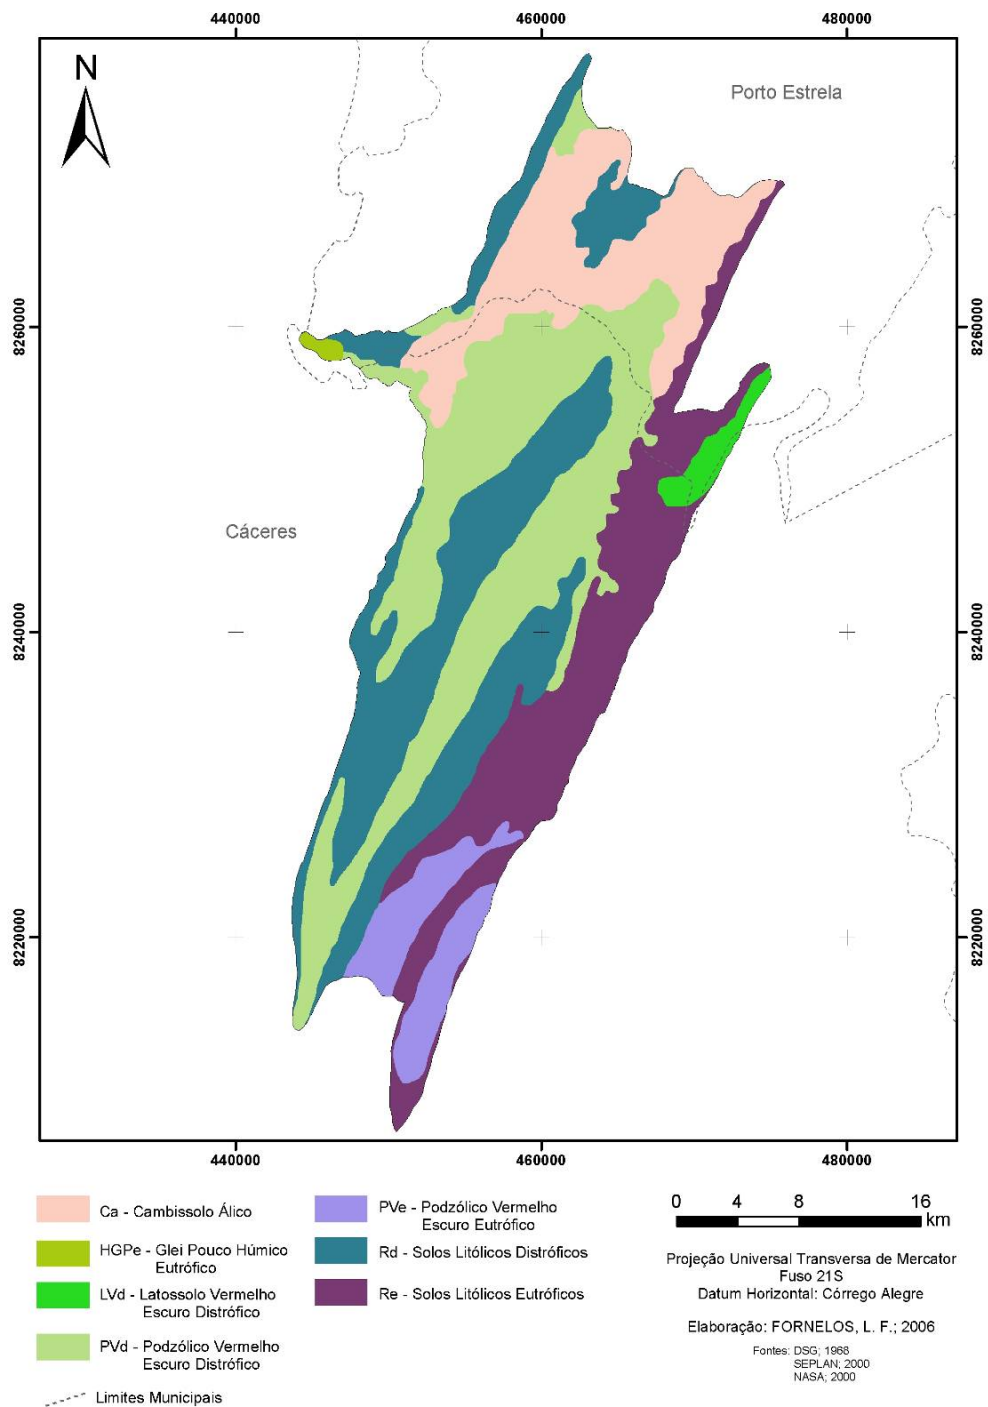 440000
460000
480000
N
Porto Estrela
8260000
8260000
Cáceres
8240000
8240000
8220000
8220000
440000
460000
480000
Ca - Cambissolo Álico
HGPe - Glei Pouco Húmico
Eutrófico
LVd - Latossolo Vermelho
Escuro Distrófico
PVd - Podzólico Vermelho
Escuro Distrófico
Limites Municipais
PVe - Podzólico Vermelho
Escuro Eutrófico
Rd - Solos Litólicos Distróficos
Re - Solos Litólicos Eutróficos
0 4 8 16
km
Projeção Universal Transversa de Mercator
Fuso 21S
Datum Horizontal: Córrego Alegre
Elaboração: FORNELOS, L. F.; 2006
Fontes: DSG; 1968
SEPLAN; 2000
NASA; 2000